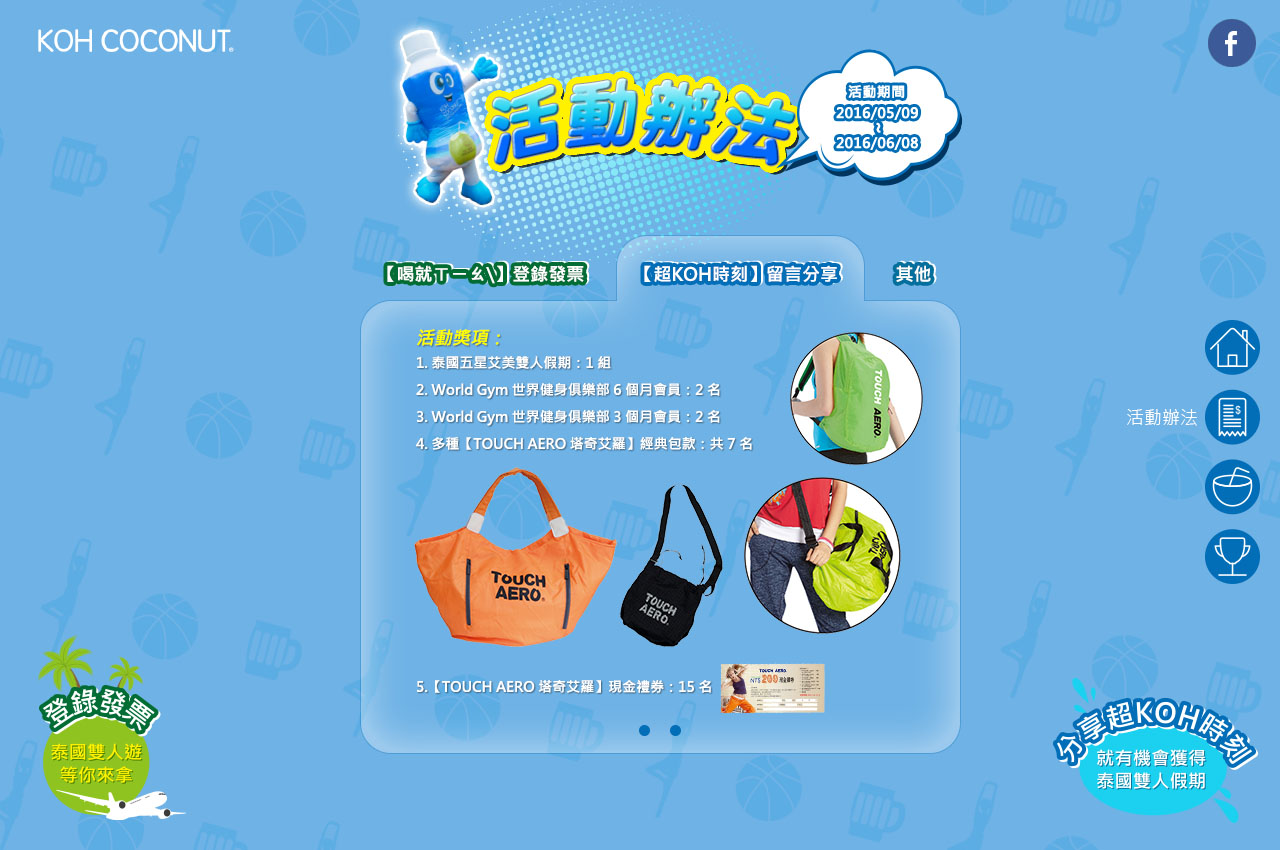 KOH COCONUT®
活動辦法
活動期間
2016/05/09
~
2016/06/08
【喝就ㄒㄧㄠˋ】登錄發票
【超KOH時刻】留言分享
其他
活動獎項：
1. 泰國五星艾美雙人假期：1 組
2. World Gym 世界健身俱樂部 6 個月會員：2 名
3. World Gym 世界健身俱樂部 3 個月會員：2 名
4. 多種【TOUCH AERO 塔奇艾羅】經典包款：共 7 名
TOUCH AERO.
TOUCH
AERO.
TOUCH
AERO.
5.【TOUCH AERO 塔奇艾羅】現金禮券：15 名
TOUCH AERO.
NT$ 200
活動辦法
登錄發票
泰國雙人遊
等你來拿
分享超KOH時刻
就有機會獲得
泰國雙人假期